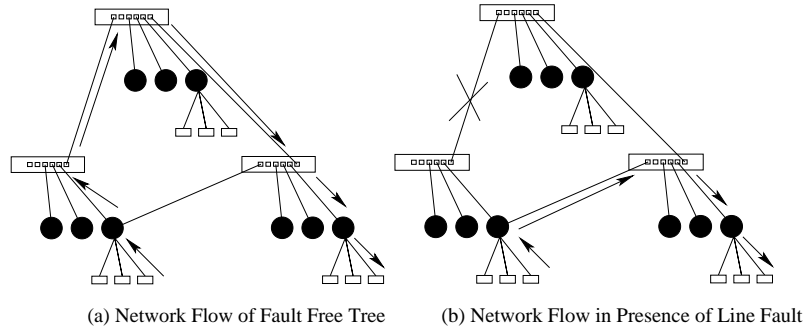 (a) Network Flow of Fault Free Tree
(b) Network Flow in Presence of Line Fault